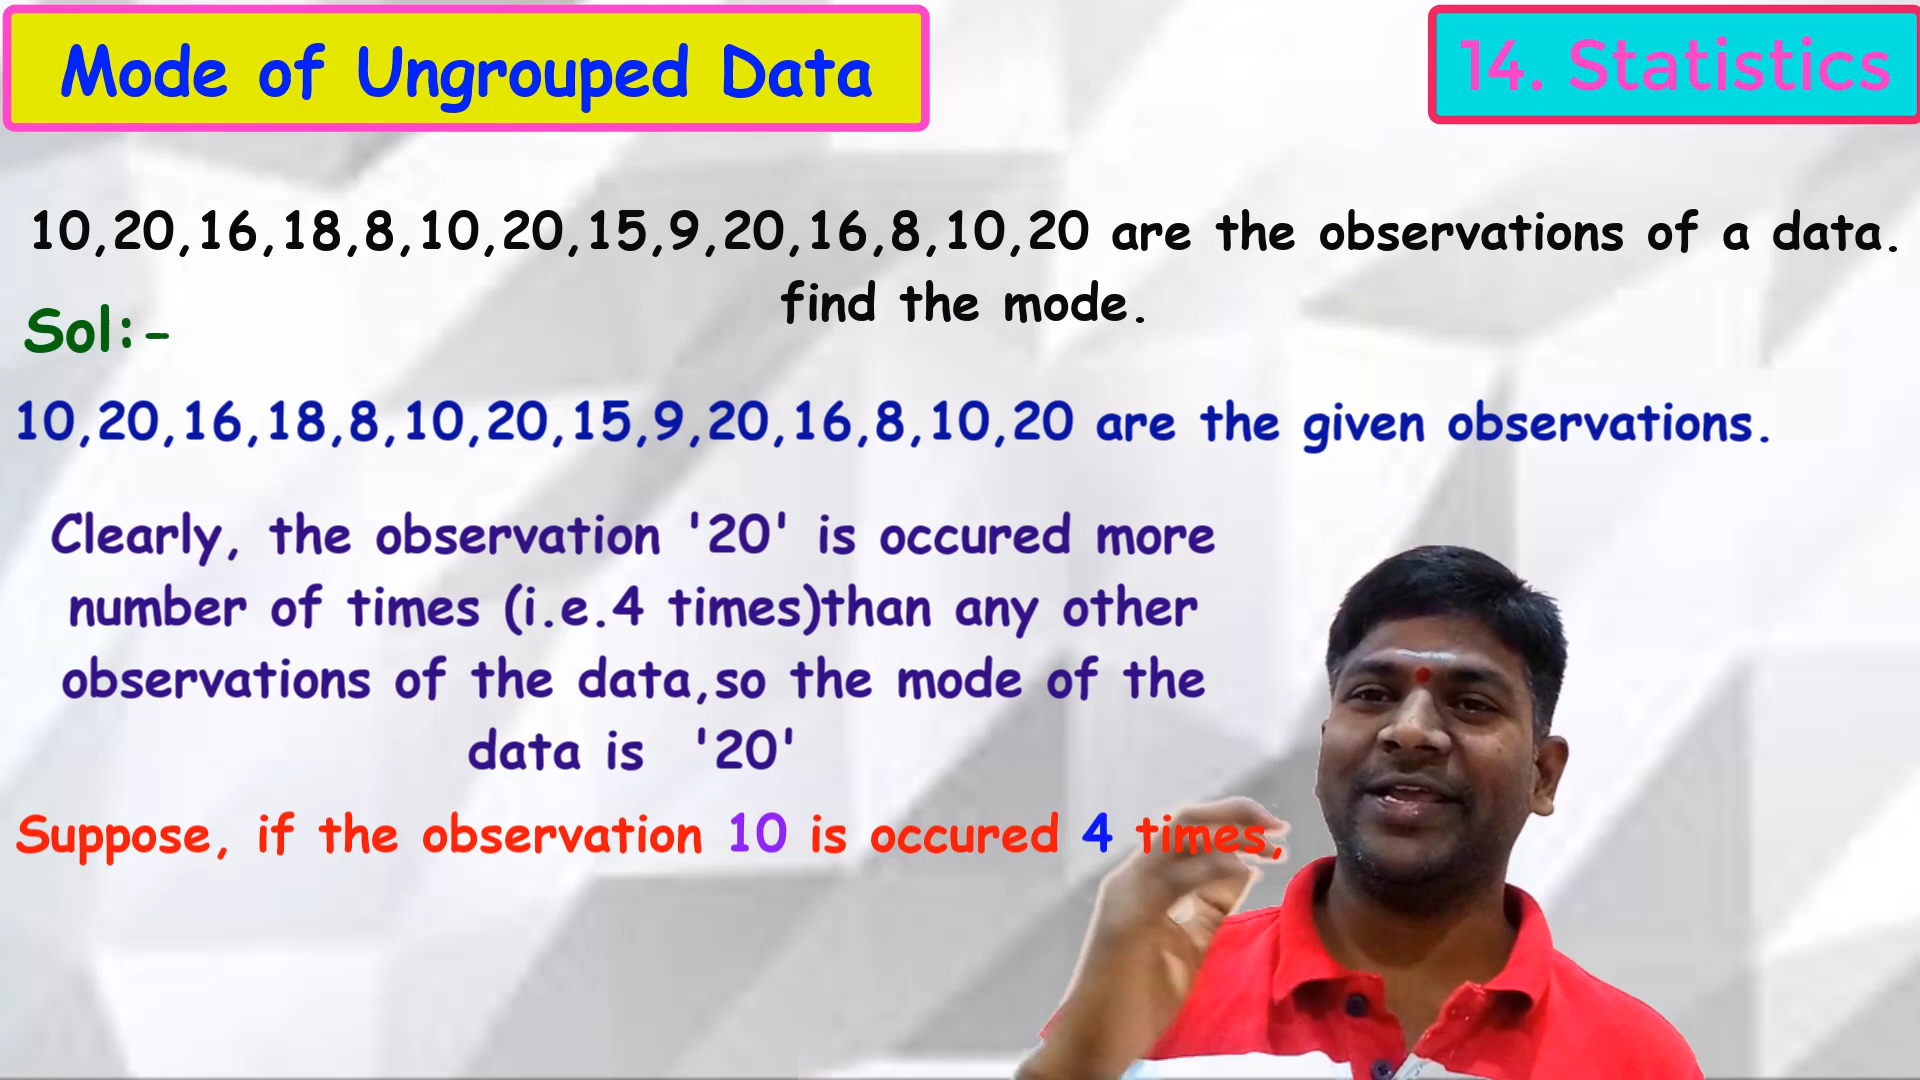 Mode of Ungrouped Data
14. Statistics
10,20,16,18,8,10,20,15,9,20,16,8,10,20 are the observations of a data.
find the mode.
Sol:-
10,20,16,18,8,10,20,15,9,20,16,8,10,20 are the given observations.
Clearly, the observation '20' is occured more
number of times (i.e.4 times)than any other
observations of the data,so the mode of the
data is '20'
Suppose, if the observation 10 is occured 4 times,